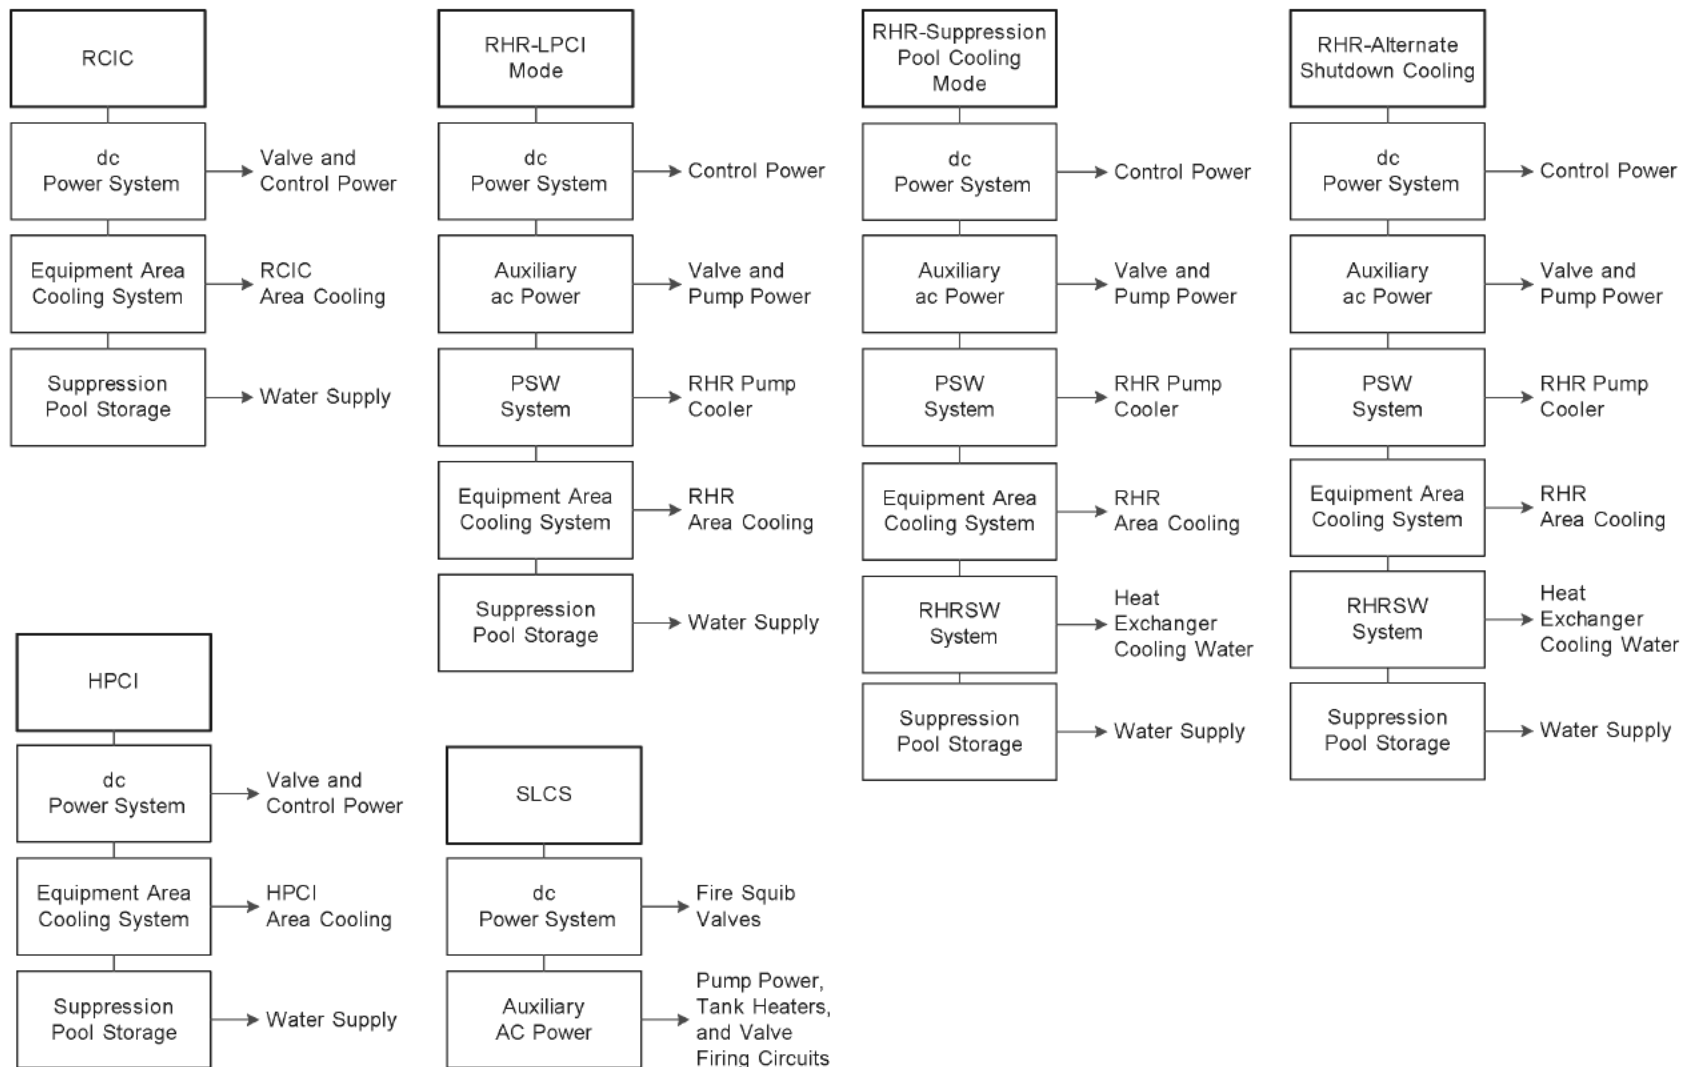 RCIC
dc
Power System
Valve and
Control Power
Equipment Area
Cooling System
RCIC
Area Cooling
Suppression
Pool Storage
Water Supply
RHR-LPCI
Mode
dc
Power System
Control Power
Auxiliary
ac Power
Valve and
Pump Power
PSW
System
RHR Pump
Cooler
Equipment Area
Cooling System
RHR
Area Cooling
Suppression
Pool Storage
Water Supply
RHR-Suppression
Pool Cooling
Mode
dc
Power System
Control Power
Auxiliary
ac Power
Valve and
Pump Power
PSW
System
RHR Pump
Cooler
Equipment Area
Cooling System
RHR
Area Cooling
RHRSW
System
Heat
Exchanger
Cooling Water
Suppression
Pool Storage
Water Supply
RHR-Alternate
Shutdown Cooling
dc
Power System
Control Power
Auxiliary
ac Power
Valve and
Pump Power
PSW
System
RHR Pump
Cooler
Equipment Area
Cooling System
RHR
Area Cooling
RHRSW
System
Heat
Exchanger
Cooling Water
Suppression
Pool Storage
Water Supply
HPCI
dc
Power System
Valve and
Control Power
Equipment Area
Cooling System
HPCI
Area Cooling
Suppression
Pool Storage
Water Supply
SLCS
dc
Power System
Fire Squib
Valves
Auxiliary
AC Power
Pump Power,
Tank Heaters,
and Valve
Firing Circuits